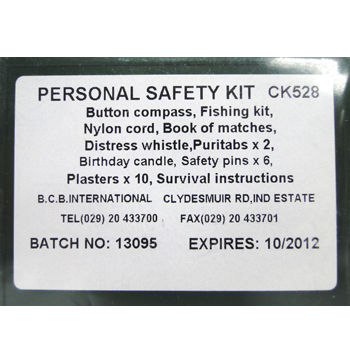 PERSONAL SAFETY KIT CK528
Button compass, Fishing kit,
Nylon cord, Book of matches,
Distress whistle,Puritabs x 2,
Birthday candle, Safety pins x 6,
Plasters x 10, Survival instructions
B.C.B.INTERNATIONAL CLYDESMUIR RD,IND ESTATE
TEL(029) 20 433700 FAX(029) 20 433701
BATCH NO: 13095 EXPIRES: 10/2012